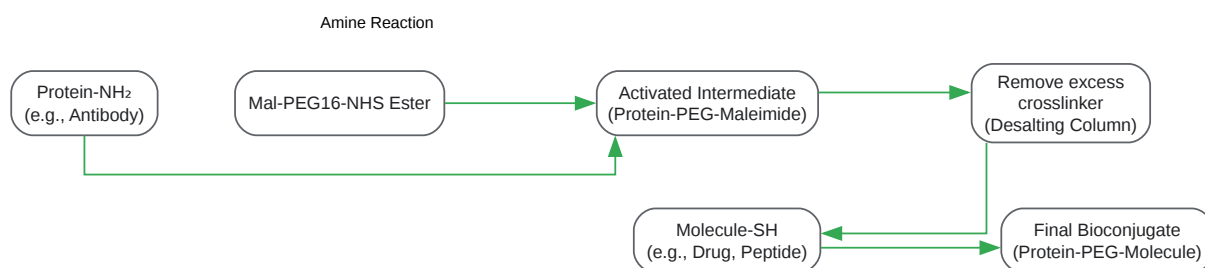 Amine Reaction
Protein-NH₂
(e.g., Antibody)
Mal-PEG16-NHS Ester
Activated Intermediate
(Protein-PEG-Maleimide)
Remove excess
crosslinker
(Desalting Column)
Molecule-SH
(e.g., Drug, Peptide)
Final Bioconjugate
(Protein-PEG-Molecule)